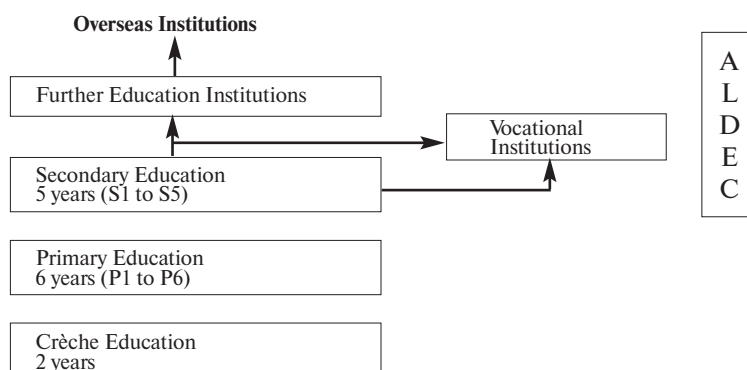 Overseas Institutions
Further Education Institutions
Vocational
Institutions
Secondary Education
5 years (S1 to S5)
Primary Education
6 years (P1 to P6)
Crèche Education
2 years
A
L
D
E
C